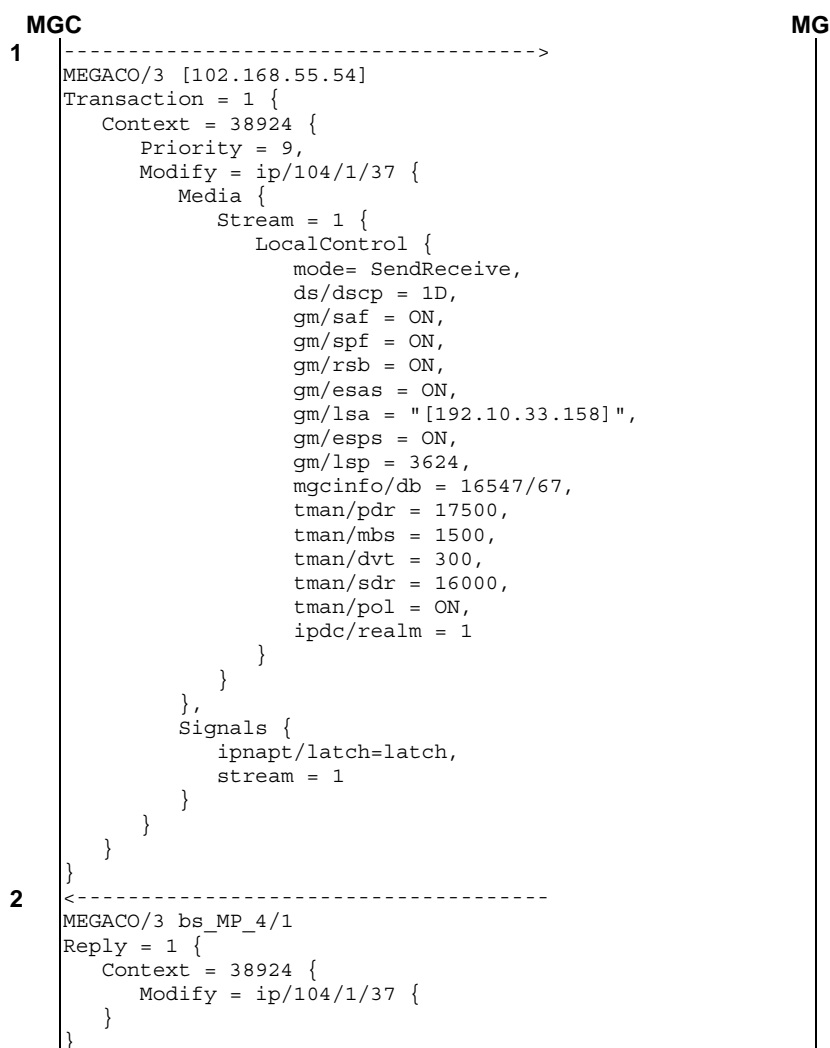 MGC MG
1 ------------------------------------->
MEGACO/3 [102.168.55.54]
Transaction = 1 {
   Context = 38924 {
      Priority = 9,
      Modify = ip/104/1/37 {
         Media {
            Stream = 1 {
               LocalControl {
                  mode= SendReceive,
                  ds/dscp = 1D,
                  gm/saf = ON,
                  gm/spf = ON,
                  gm/rsb = ON,
                  gm/esas = ON,
                  gm/lsa = "[192.10.33.158]",
                  gm/esps = ON,
                  gm/lsp = 3624,
                  mgcinfo/db = 16547/67,
                  tman/pdr = 17500,
                  tman/mbs = 1500,
                  tman/dvt = 300,
                  tman/sdr = 16000,
                  tman/pol = ON,
                  ipdc/realm = 1
               }
            }
         },
         Signals {
            ipnapt/latch=latch,
            stream = 1
         }
      }
   }
}
2 <-------------------------------------
MEGACO/3 bs_MP_4/1
Reply = 1 {
   Context = 38924 {
      Modify = ip/104/1/37 {
   }
}